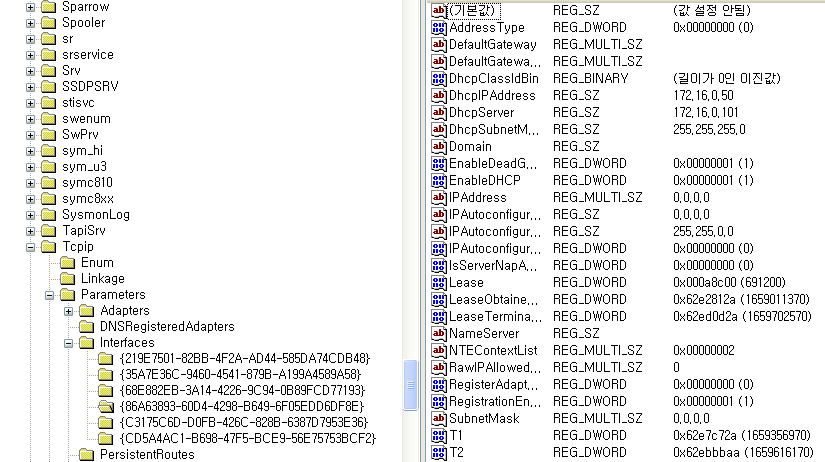 Sparrow
Spooler
sr
srservice
Srv
SSDPSRV
stisvc
swenum
SwPrv
sym_hi
sym_u3
symc810
symc8xx
SysmonLog
TapiSrv
Tcpip
Enum
Linkage
Parameters
Adapters
DNSRegisteredAdapters
Interfaces
{219E7501-82BB-4F2A-AD44-585DA74CDB48}
{35A7E36C-9460-4541-879B-A199A4589A58}
{68E882EB-3A14-4226-9C94-0B89FCD77193}
{86A63893-60D4-4298-B649-6F05EDD6DF8E}
{C3175C6D-D0FB-426C-828B-6387D7953E36}
{CD5A4AC1-B698-47F5-BCE9-56E75753BCF2}
PersistentRoutes
(기본값) REG_SZ (값 설정 안됨)
AddressType REG_DWORD 0x00000000 (0)
DefaultGateway REG_MULTI_SZ
DefaultGatewa... REG_MULTI_SZ
DhcpClassIdBin REG_BINARY (길이가 0인 이진값)
DhcpIPAddress REG_SZ 172,16,0,50
DhcpServer REG_SZ 172,16,0,101
DhcpSubnetM... REG_SZ 255,255,255,0
Domain REG_SZ
EnableDeadG... REG_DWORD 0x00000001 (1)
EnableDHCP REG_DWORD 0x00000001 (1)
IPAddress REG_MULTI_SZ 0,0,0,0
IPAutoconfigur... REG_SZ 0,0,0,0
IPAutoconfigur... REG_SZ 255,255,0,0
IPAutoconfigur... REG_DWORD 0x00000000 (0)
IsServerNapA... REG_DWORD 0x00000000 (0)
Lease REG_DWORD 0x000a8c00 (691200)
LeaseObtaine... REG_DWORD 0x62e2812a (1659011370)
LeaseTermina... REG_DWORD 0x62ed0d2a (1659702570)
NameServer REG_SZ
NTEContextList REG_MULTI_SZ 0x00000002
RawIPAllowed... REG_MULTI_SZ 0
RegisterAdapt... REG_DWORD 0x00000000 (0)
RegistrationEn... REG_DWORD 0x00000001 (1)
SubnetMask REG_MULTI_SZ 0,0,0,0
T1 REG_DWORD 0x62e7c72a (1659356970)
T2 REG_DWORD 0x62ebbbaa (1659616170)